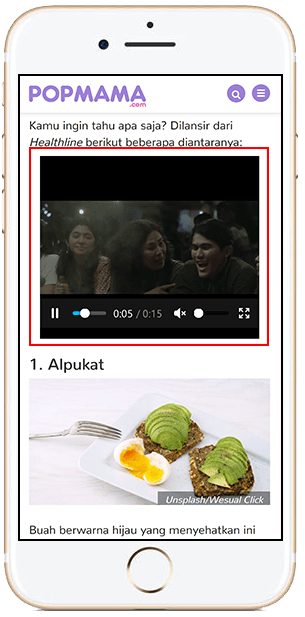 POPMAMA
.com
Kamu ingin tahu apa saja? Dilansir dari
Healthline berikut beberapa diantaranya:
0:05 / 0:15
1. Alpukat
Unsplash/Wesual Click
Buah berwarna hijau yang menyehatkan ini